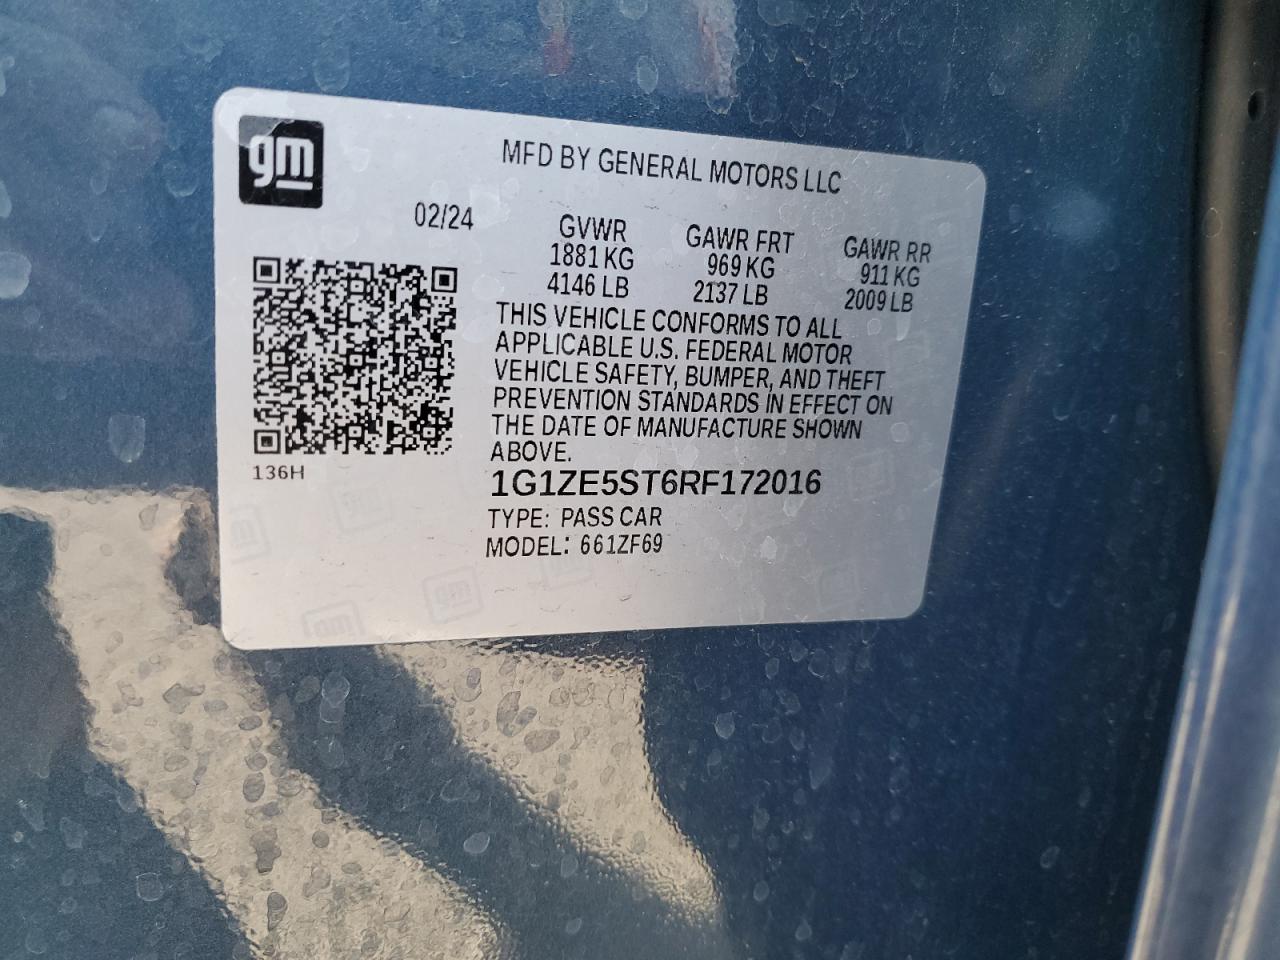 gm
MFD BY GENERAL MOTORS LLC
02/24
GVWR GAWR FRT GAWR RR
1881 KG 969 KG 911 KG
4146 LB 2137 LB 2009 LB
THIS VEHICLE CONFORMS TO ALL
APPLICABLE U.S. FEDERAL MOTOR
VEHICLE SAFETY, BUMPER, AND THEFT
PREVENTION STANDARDS IN EFFECT ON
THE DATE OF MANUFACTURE SHOWN
ABOVE.
136H
1G1ZE5ST6RF172016
TYPE: PASS CAR
MODEL: 661ZF69